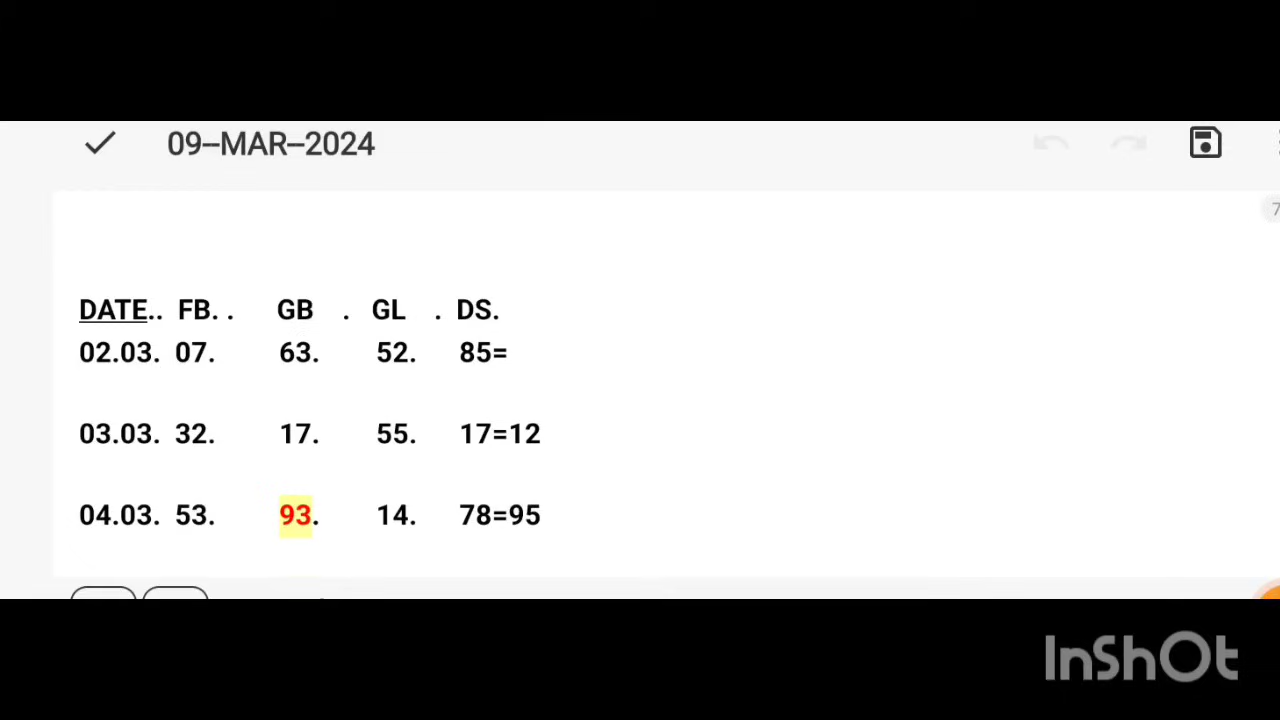 09–MAR–2024
7
DATE.. FB. . GB . GL . DS.
02.03. 07. 63. 52. 85=
03.03. 32. 17. 55. 17=12
04.03. 53. 93. 14. 78=95
InShOt